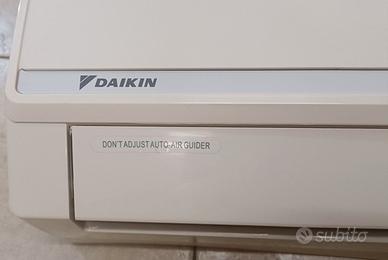 DAIKIN
DON'T ADJUST AUTO-AIR GUIDER
subito